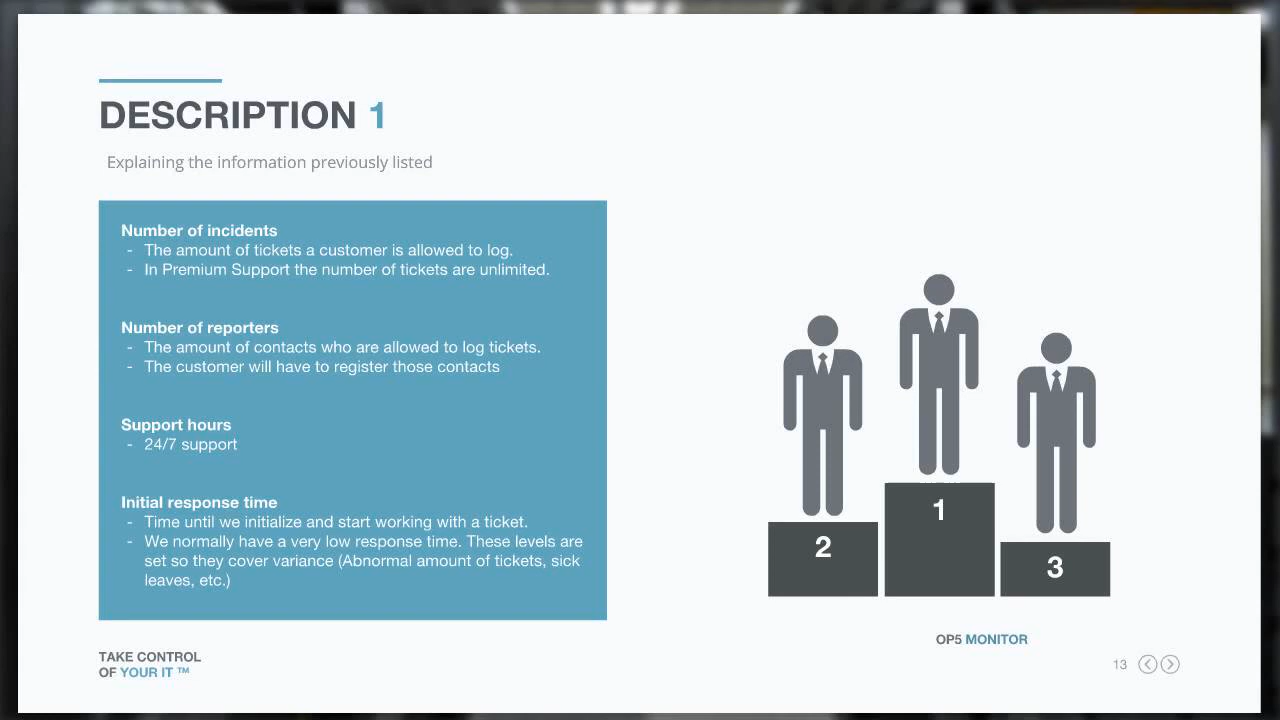 DESCRIPTION 1
Explaining the information previously listed
Number of incidents
- The amount of tickets a customer is allowed to log.
- In Premium Support the number of tickets are unlimited.
Number of reporters
- The amount of contacts who are allowed to log tickets.
- The customer will have to register those contacts
Support hours
- 24/7 support
Initial response time
- Time until we initialize and start working with a ticket.
- We normally have a very low response time. These levels are
set so they cover variance (Abnormal amount of tickets, sick
leaves, etc.)
2
1
3
OP5 MONITOR
TAKE CONTROL
OF YOUR IT ™
13